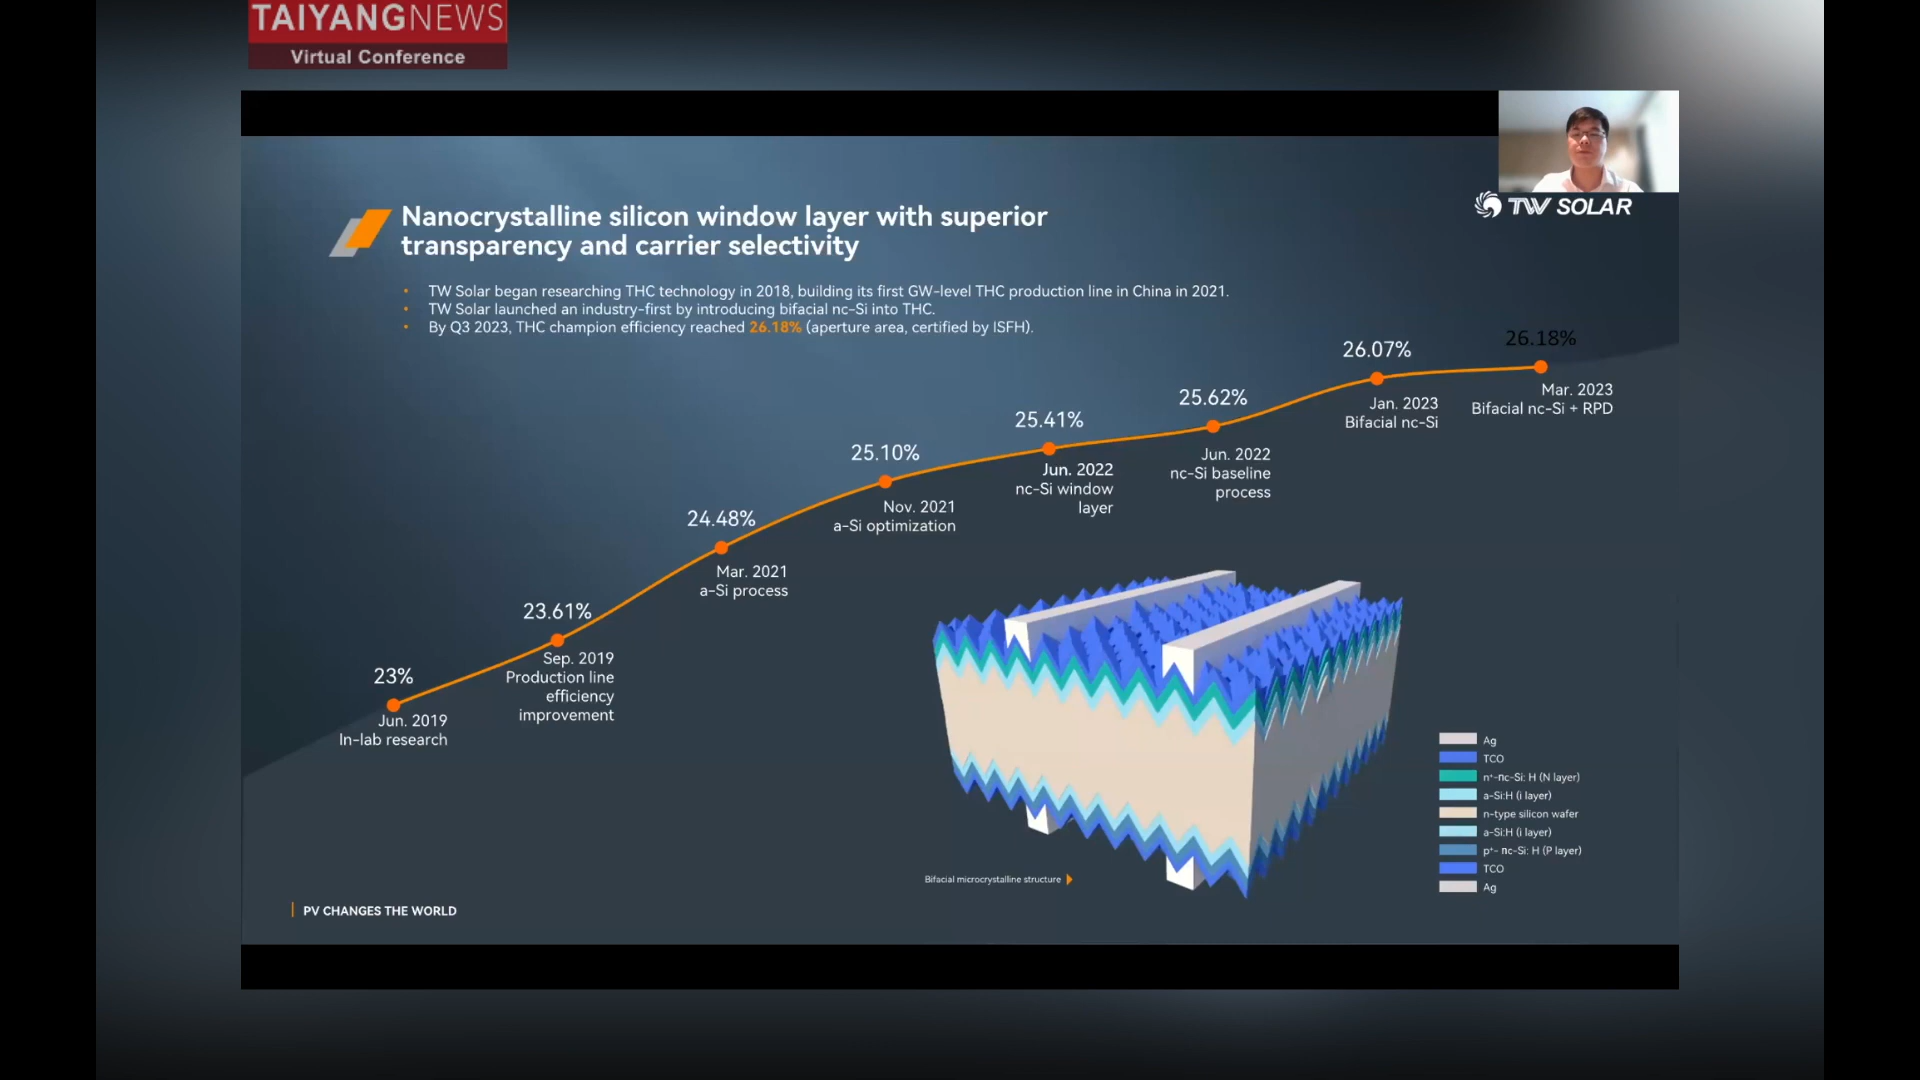 TAIYANGNEWS
Virtual Conference
TW SOLAR
Nanocrystalline silicon window layer with superior
transparency and carrier selectivity
• TW Solar began researching THC technology in 2018, building its first GW-level THC production line in China in 2021.
• TW Solar launched an industry-first by introducing bifacial nc-Si into THC.
• By Q3 2023, THC champion efficiency reached 26.18% (aperture area, certified by ISFH).
23%
Jun. 2019
In-lab research
23.61%
Sep. 2019
Production line
efficiency
improvement
24.48%
Mar. 2021
a-Si process
25.10%
Nov. 2021
a-Si optimization
25.41%
Jun. 2022
nc-Si window
layer
25.62%
Jun. 2022
nc-Si baseline
process
26.07%
Jan. 2023
Bifacial nc-Si
26.18%
Mar. 2023
Bifacial nc-Si + RPD
Ag
TCO
n⁺-nc-Si: H (N layer)
a-Si:H (i layer)
n-type silicon wafer
a-Si:H (i layer)
p⁺- nc-Si: H (P layer)
TCO
Ag
Bifacial microcrystalline structure
PV CHANGES THE WORLD